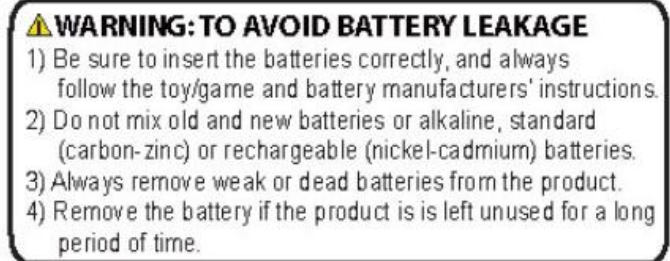 WARNING: TO AVOID BATTERY LEAKAGE
1) Be sure to insert the batteries correctly, and always
follow the toy/game and battery manufacturers' instructions.
2) Do not mix old and new batteries or alkaline, standard
(carbon-zinc) or rechargeable (nickel-cadmium) batteries.
3) Always remove weak or dead batteries from the product.
4) Remove the battery if the product is is left unused for a long
period of time.